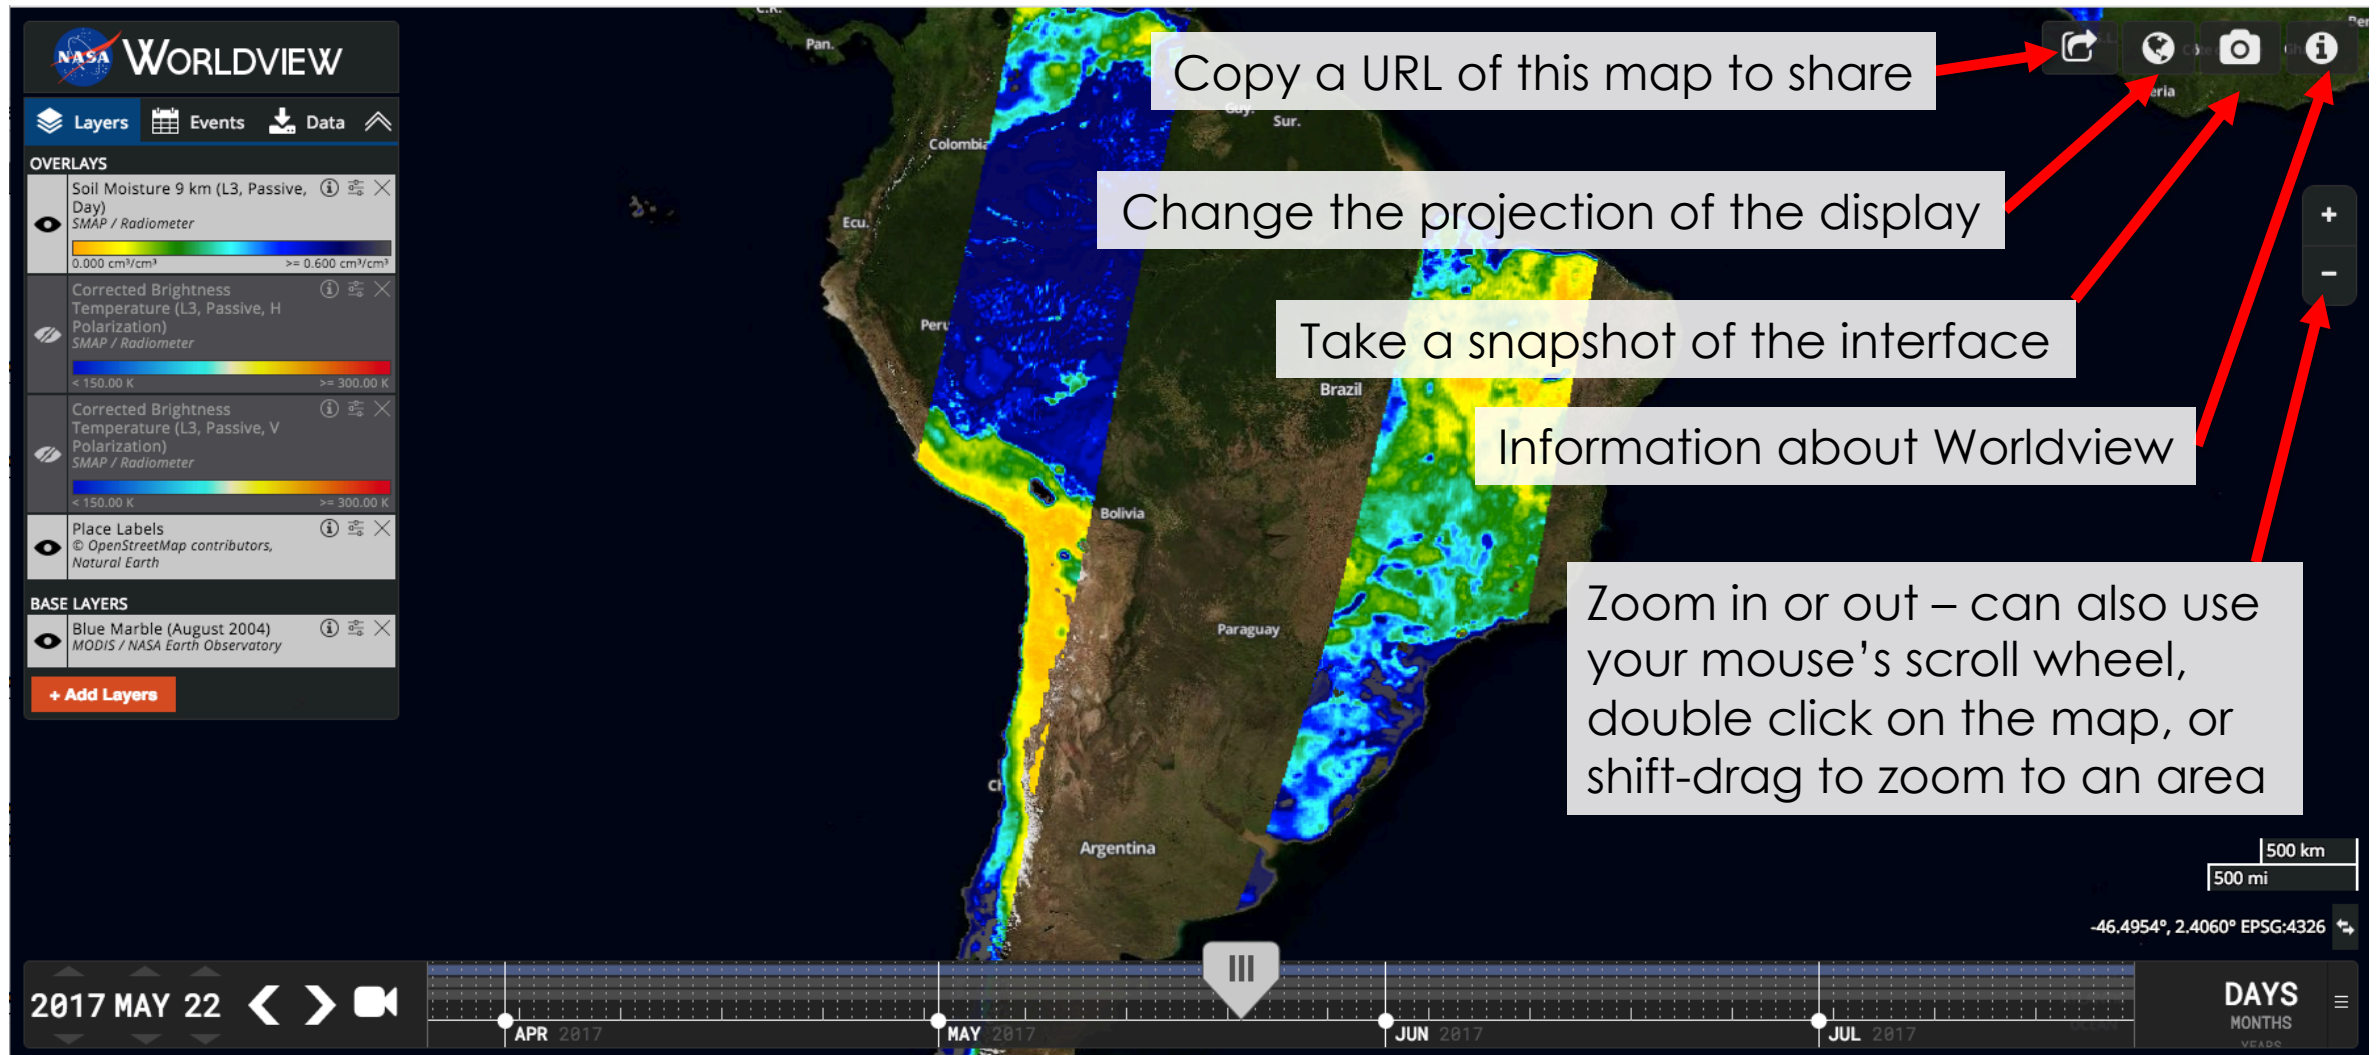 NASA WORLDVIEW
Layers Events Data
OVERLAYS
Soil Moisture 9 km (L3, Passive,
Day)
SMAP / Radiometer
0.000 cm³/cm³ >= 0.600 cm³/cm³
Corrected Brightness
Temperature (L3, Passive, H
Polarization)
SMAP / Radiometer
< 150.00 K >= 300.00 K
Corrected Brightness
Temperature (L3, Passive, V
Polarization)
SMAP / Radiometer
< 150.00 K >= 300.00 K
Place Labels
© OpenStreetMap contributors,
Natural Earth
BASE LAYERS
Blue Marble (August 2004)
MODIS / NASA Earth Observatory
+ Add Layers
C.R.
Pan.
Colombia
Guy.
Sur.
Ecu.
Peru
Brazil
Bolivia
Paraguay
Argentina
Copy a URL of this map to share
Change the projection of the display
Take a snapshot of the interface
Information about Worldview
Zoom in or out – can also use
your mouse’s scroll wheel,
double click on the map, or
shift-drag to zoom to an area
+
−
500 km
500 mi
-46.4954°, 2.4060° EPSG:4326
2017 MAY 22
APR 2017 MAY 2017 JUN 2017 JUL 2017
OCEAN
DAYS
MONTHS
YEARS